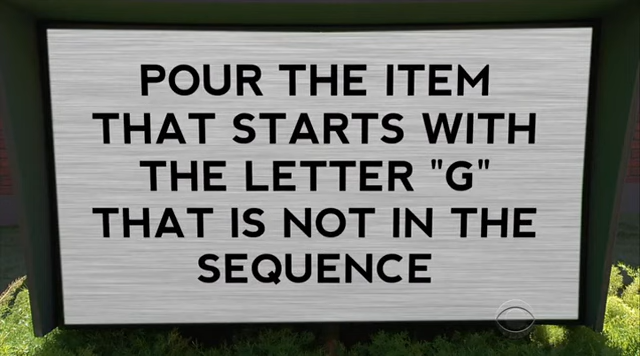 POUR THE ITEM
THAT STARTS WITH
THE LETTER "G"
THAT IS NOT IN THE
SEQUENCE